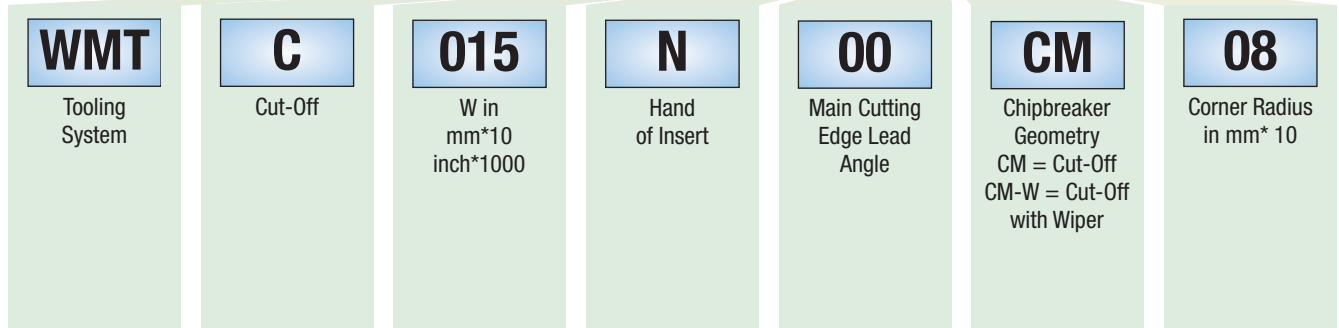 WMT
Tooling
System
C
Cut-Off
015
W in
mm*10
inch*1000
N
Hand
of Insert
00
Main Cutting
Edge Lead
Angle
CM
Chipbreaker
Geometry
CM = Cut-Off
CM-W = Cut-Off
with Wiper
08
Corner Radius
in mm* 10